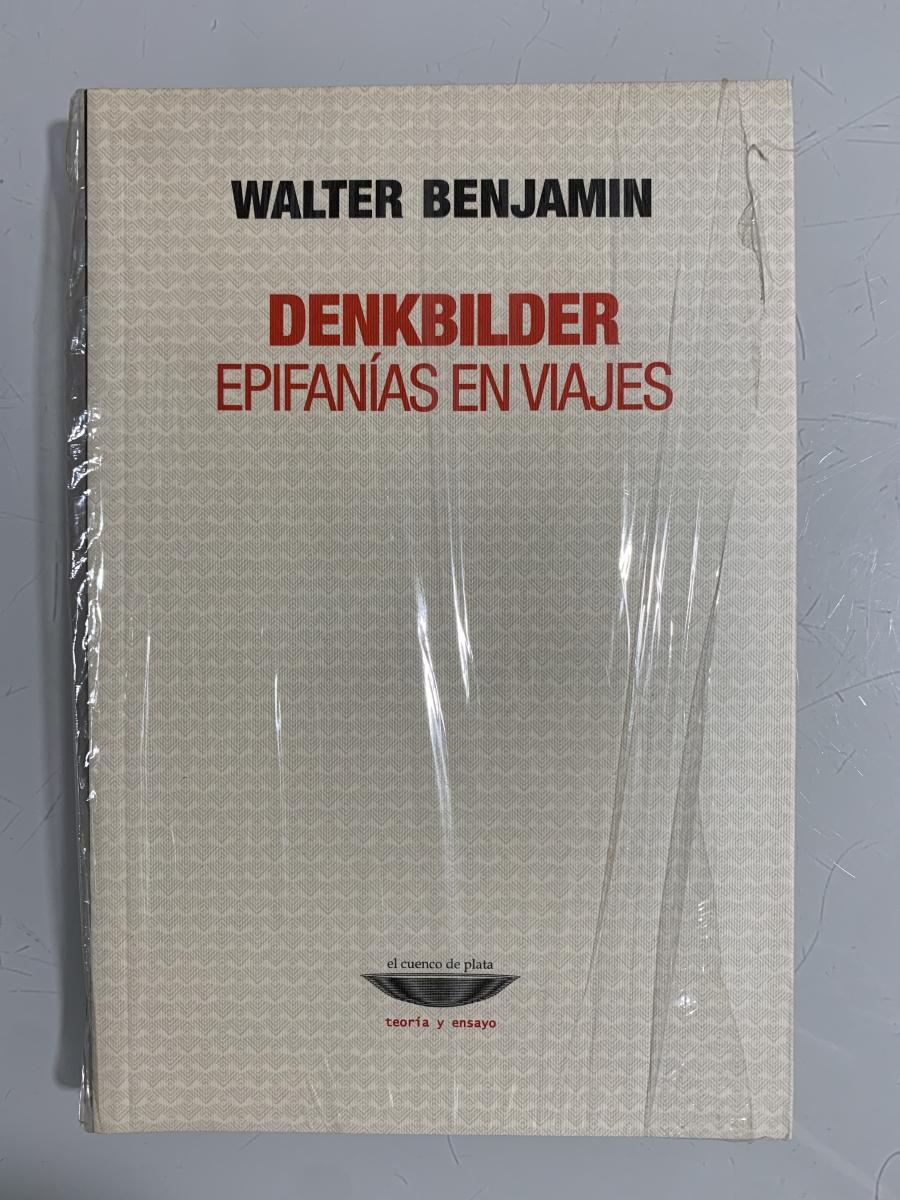 WALTER BENJAMIN
DENKBILDER
EPIFANÍAS EN VIAJES
el cuenco de plata
teoría y ensayo